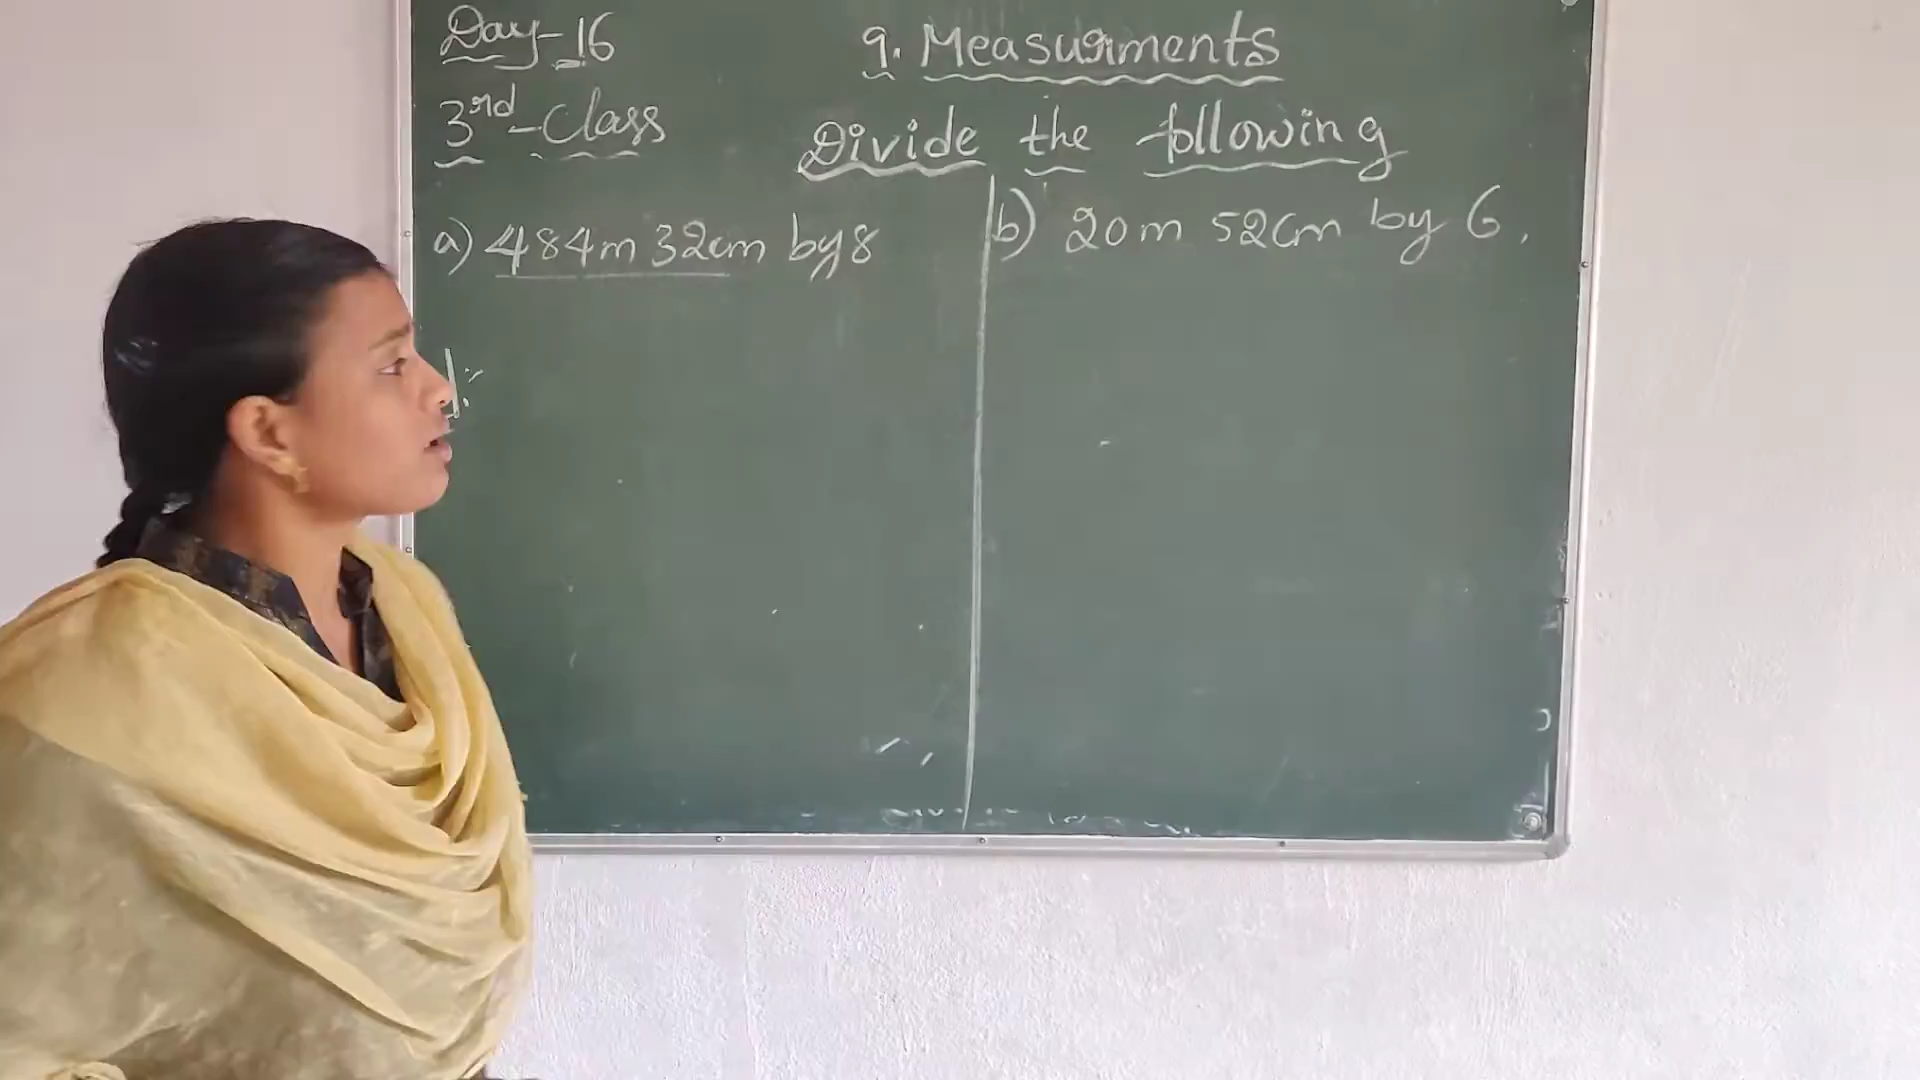 Day-16
9. Measurments
3rd-Class
Divide the following
a) 484m 32cm by 8
b) 20m 52cm by 6.